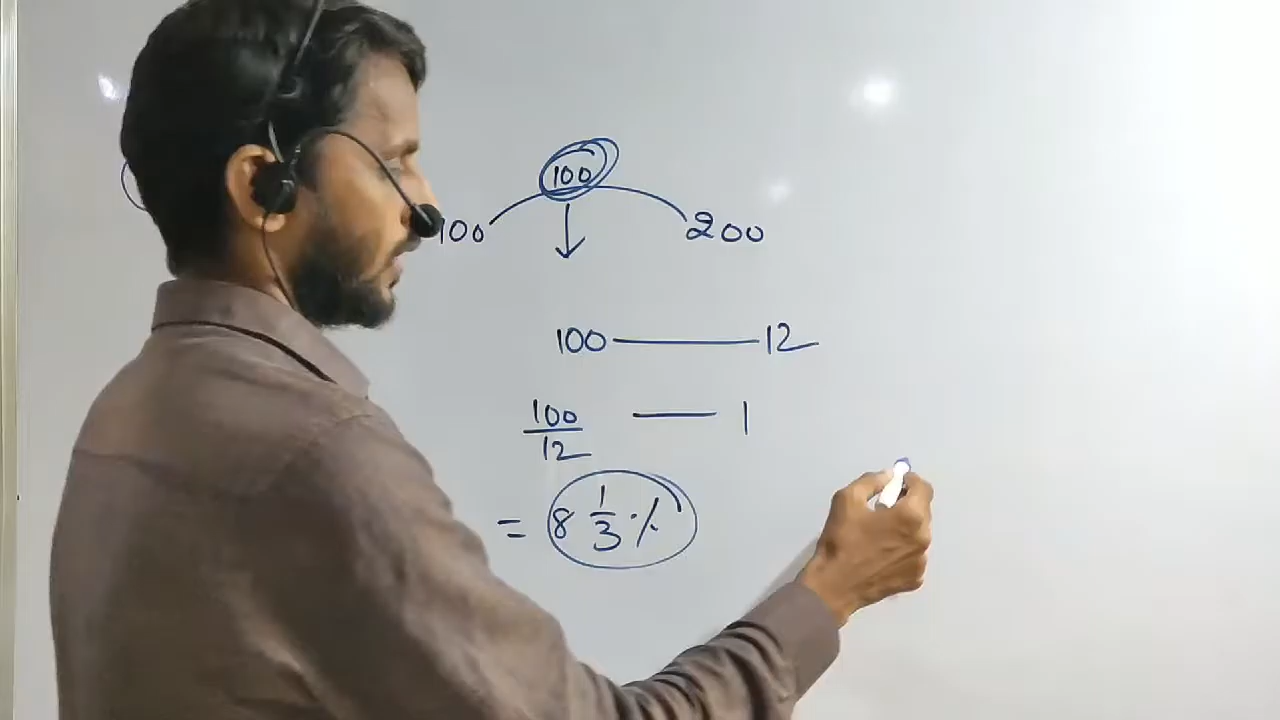 100
100 200
100 — 12
100/12 — 1
= 8 1/3 %